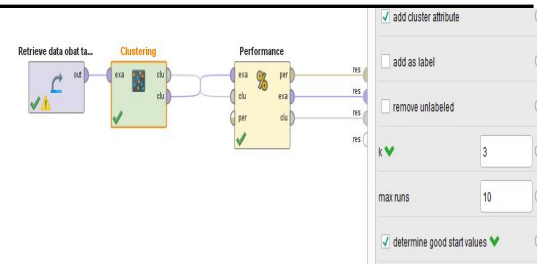 add cluster attribute
Retrieve data obat ta...
Clustering
Performance
out
exa
clu
clu
exa
clu
per
per
exa
clu
%
res
res
res
res
add as label
remove unlabeled
k
3
max runs
10
determine good start values